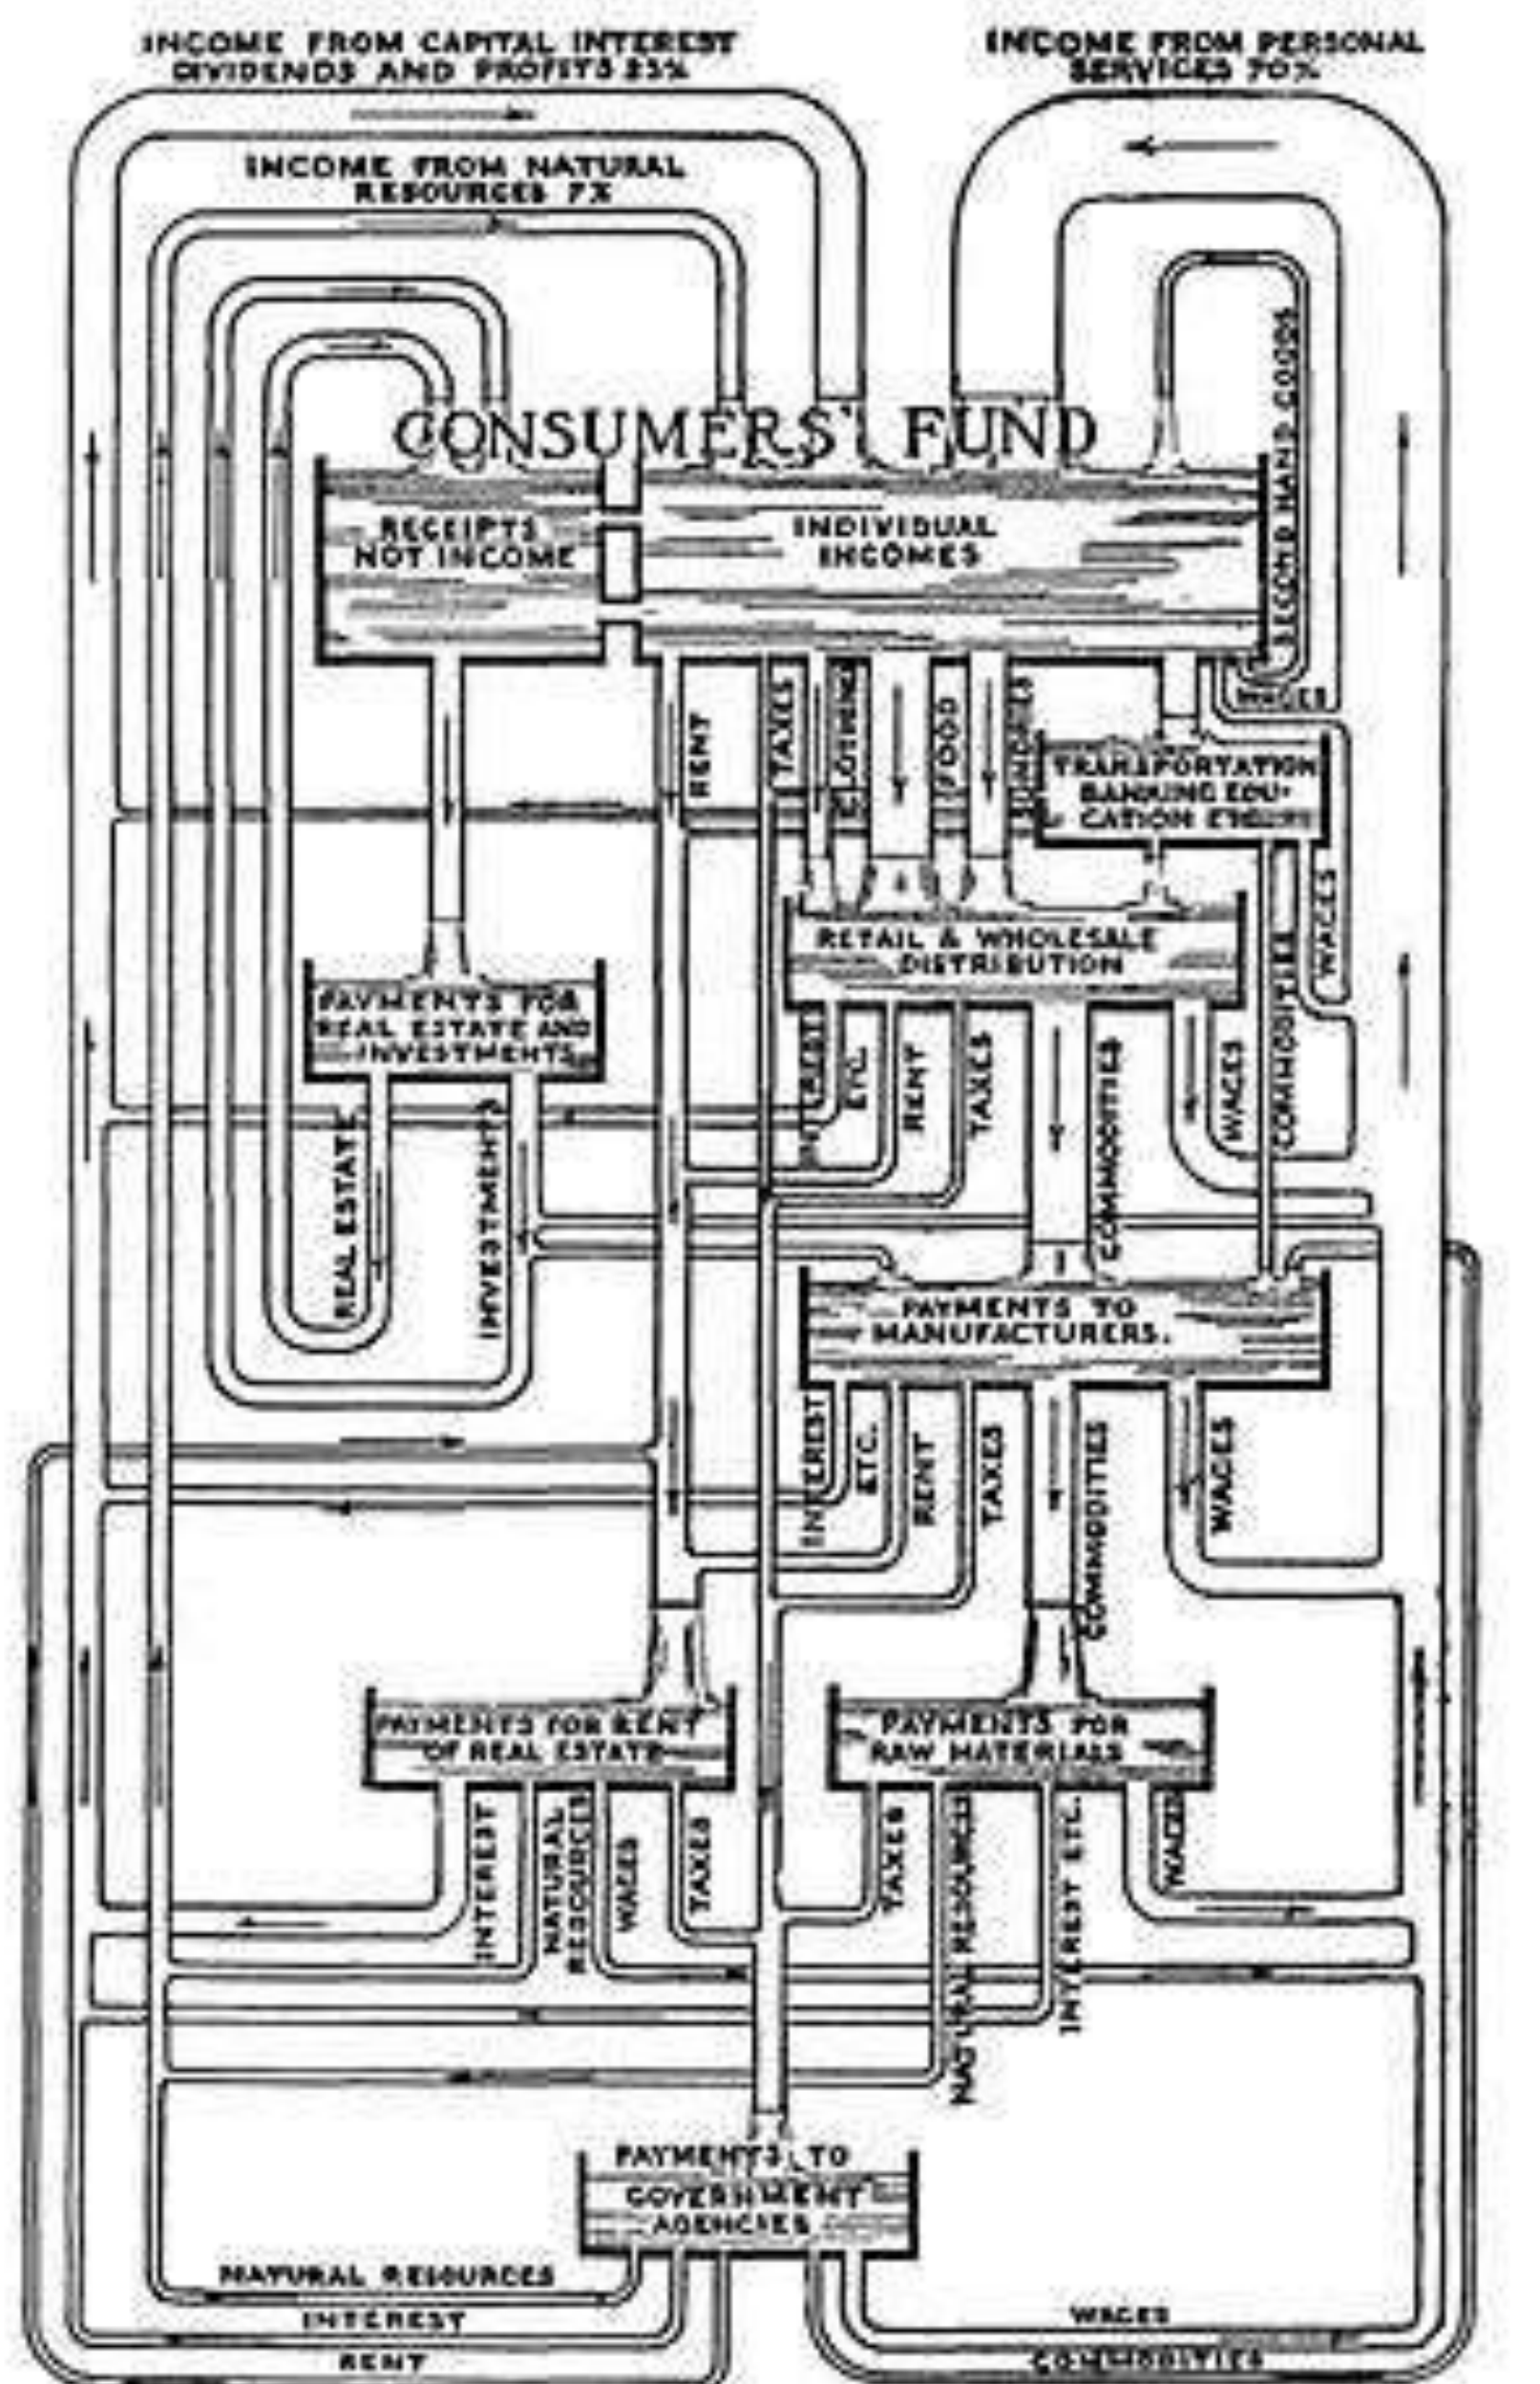 INCOME FROM CAPITAL INTEREST
DIVIDENDS AND PROFITS 23%
INCOME FROM PERSONAL
SERVICES 70%
INCOME FROM NATURAL
RESOURCES 7%
CONSUMERS' FUND
RECEIPTS
NOT INCOME
INDIVIDUAL
INCOMES
SECOND HAND GOODS
WAGES
RENT
TAXES
CLOTHING
FOOD
SUNDRIES
TRANSPORTATION
BANKING EDU-
CATION
WAGES
RETAIL & WHOLESALE
DISTRIBUTION
PAYMENTS FOR
REAL ESTATE AND
INVESTMENTS
INTEREST
ETC.
RENT
TAXES
COMMODITIES
WAGES
COMMODITIES
REAL ESTATE
INVESTMENTS
PAYMENTS TO
MANUFACTURERS.
INTEREST
ETC.
RENT
TAXES
COMMODITIES
WAGES
PAYMENTS FOR RENT
OF REAL ESTATE
PAYMENTS FOR
RAW MATERIALS
INTEREST
NATURAL
RESOURCES
WAGES
TAXES
TAXES
NATURAL RESOURCES
INTEREST ETC.
WAGES
PAYMENTS TO
GOVERNMENT
AGENCIES
NATURAL RESOURCES
INTEREST
RENT
WAGES
COMMODITIES